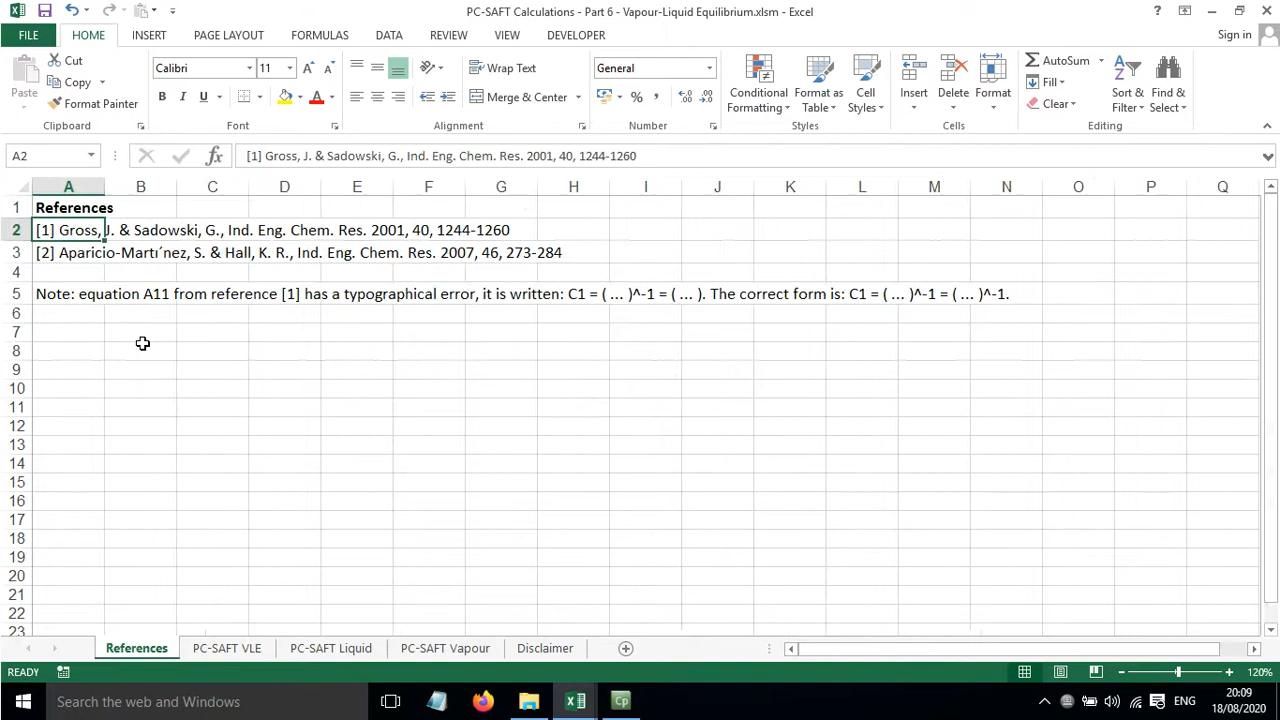 PC-SAFT Calculations - Part 6 - Vapour-Liquid Equilibrium.xlsm - Excel
FILE HOME INSERT PAGE LAYOUT FORMULAS DATA REVIEW VIEW DEVELOPER Sign in
Paste Cut Copy Format Painter Clipboard
Calibri 11 B I U A Font
Wrap Text Merge & Center Alignment
General % Number
Conditional Formatting Format as Table Cell Styles Styles
Insert Delete Format Cells
AutoSum Fill Clear Sort & Filter Find & Select Editing
A2 fx [1] Gross, J. & Sadowski, G., Ind. Eng. Chem. Res. 2001, 40, 1244-1260
A B C D E F G H I J K L M N O P Q
1 References
2 [1] Gross, J. & Sadowski, G., Ind. Eng. Chem. Res. 2001, 40, 1244-1260
3 [2] Aparicio-Martı´nez, S. & Hall, K. R., Ind. Eng. Chem. Res. 2007, 46, 273-284
4
5 Note: equation A11 from reference [1] has a typographical error, it is written: C1 = ( ... )^-1 = ( ... ). The correct form is: C1 = ( ... )^-1 = ( ... )^-1.
6
7
8
9
10
11
12
13
14
15
16
17
18
19
20
21
22
23
References PC-SAFT VLE PC-SAFT Liquid PC-SAFT Vapour Disclaimer
READY 120%
Search the web and Windows Cp ENG 20:09
18/08/2020